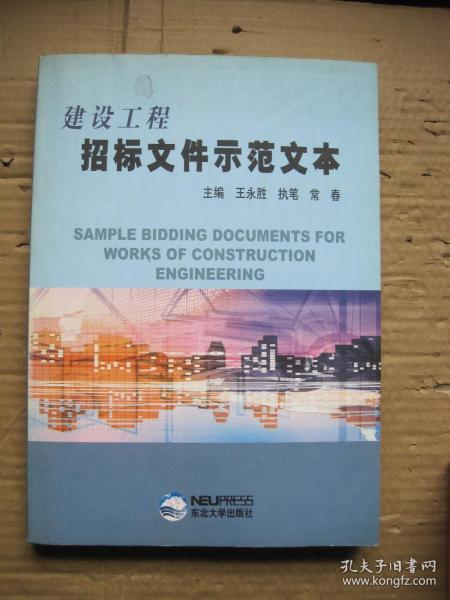 建设工程
招标文件示范文本
主编 王永胜 执笔 常 春
SAMPLE BIDDING DOCUMENTS FOR
WORKS OF CONSTRUCTION
ENGINEERING
NEUPRESS
东北大学出版社
孔夫子旧书网
www.kongfz.com